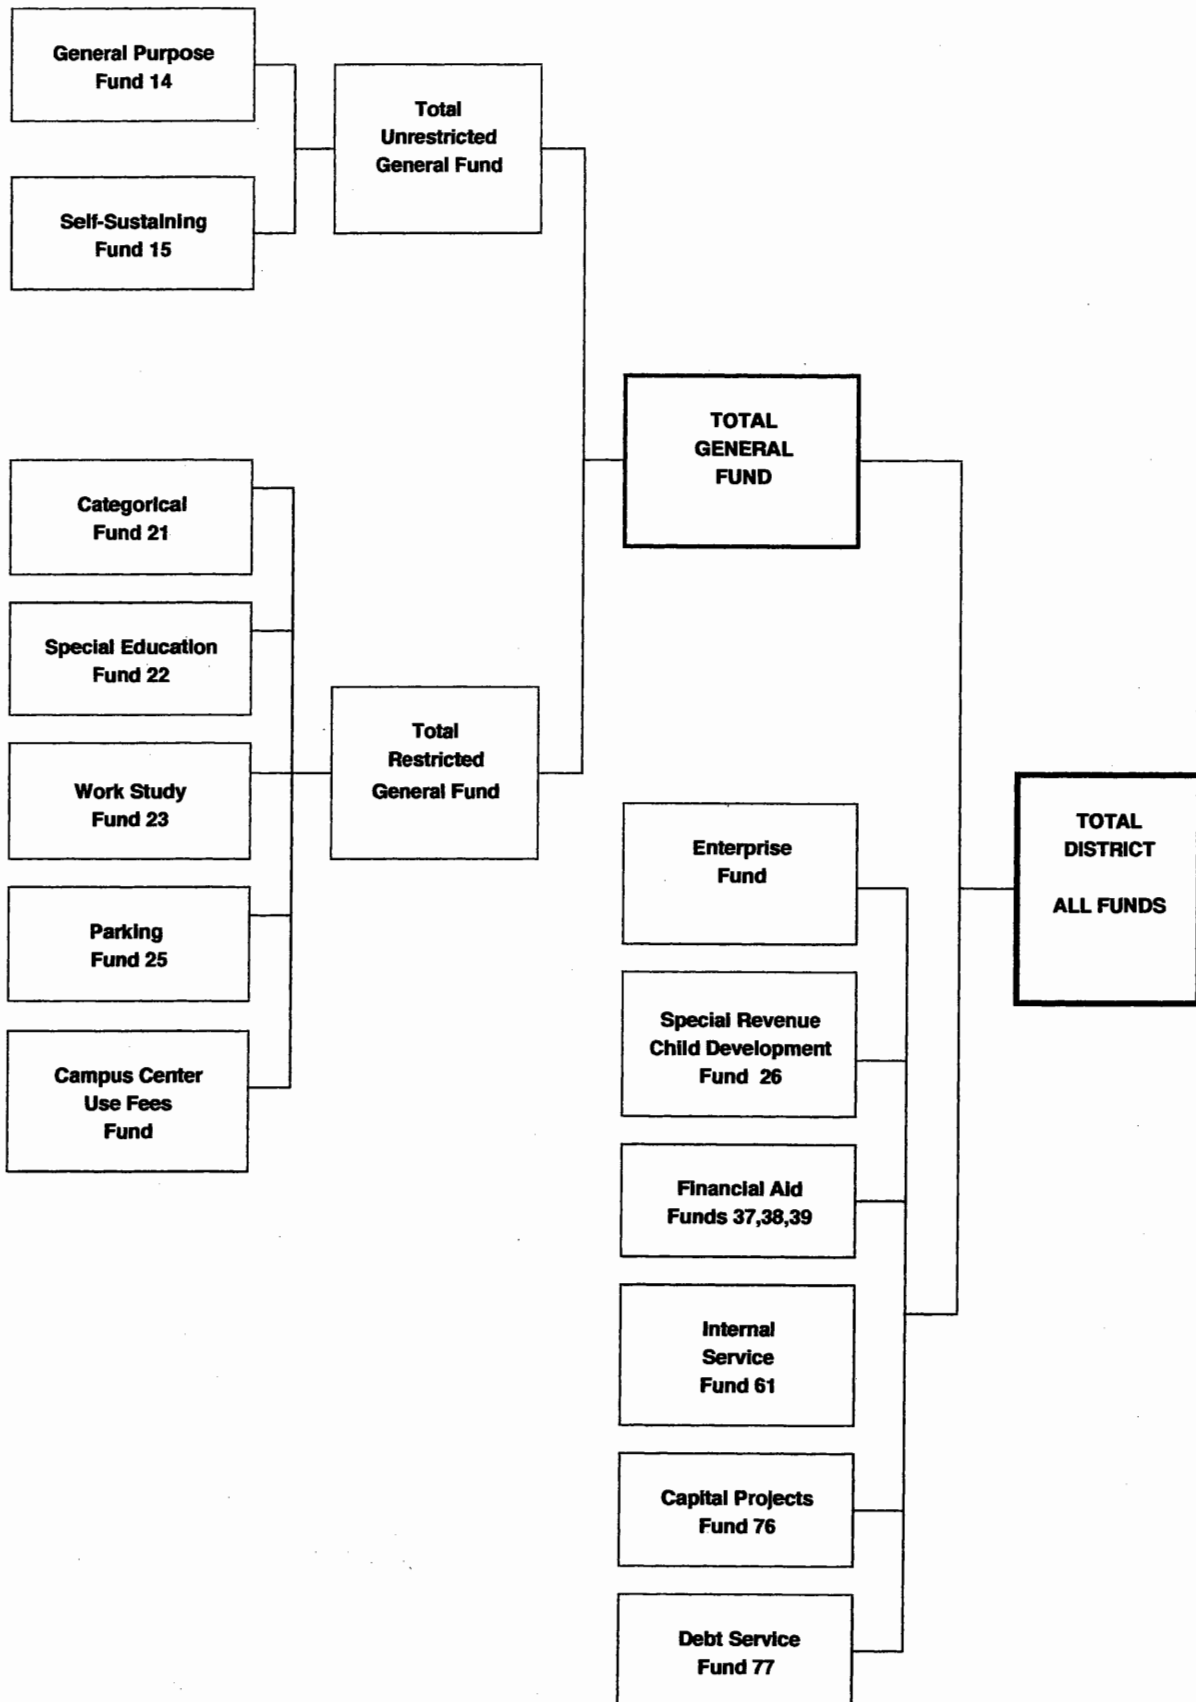 General Purpose
Fund 14
Self-Sustaining
Fund 15
Total
Unrestricted
General Fund
Categorical
Fund 21
Special Education
Fund 22
Work Study
Fund 23
Parking
Fund 25
Campus Center
Use Fees
Fund
Total
Restricted
General Fund
TOTAL
GENERAL
FUND
Enterprise
Fund
Special Revenue
Child Development
Fund 26
Financial Aid
Funds 37,38,39
Internal
Service
Fund 61
Capital Projects
Fund 76
Debt Service
Fund 77
TOTAL
DISTRICT
ALL FUNDS